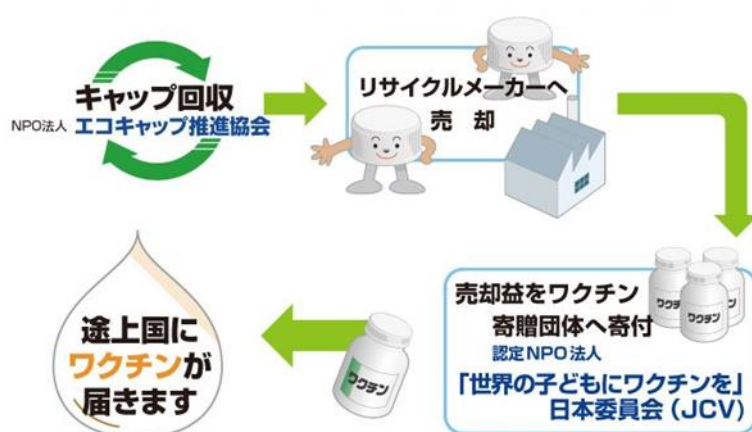 キャップ回収
NPO法人 エコキャップ推進協会
リサイクルメーカーへ
売却
売却益をワクチン
寄贈団体へ寄付
認定NPO法人
「世界の子どもにワクチンを」
日本委員会(JCV)
ワクチン
ワクチン
ワクチン
ワクチン
途上国に
ワクチンが
届きます